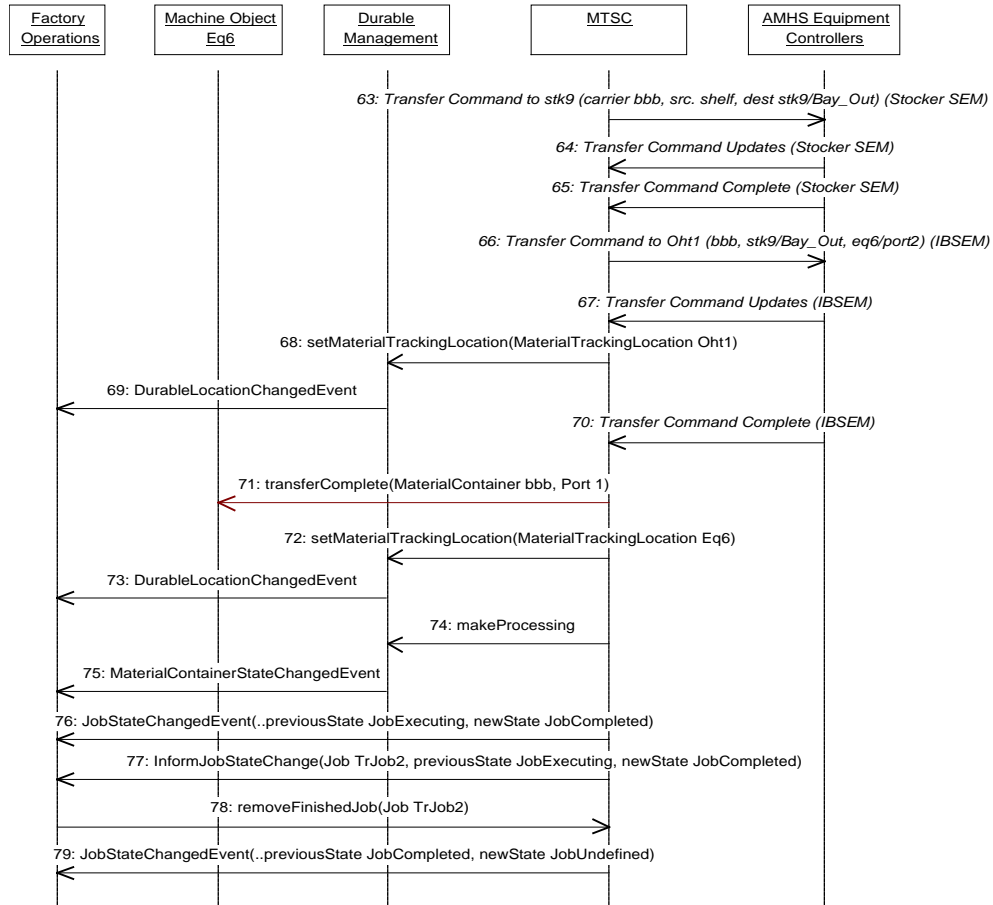 Factory
Operations
Machine Object
Eq6
Durable
Management
MTSC
AMHS Equipment
Controllers
63: Transfer Command to stk9 (carrier bbb, src. shelf, dest stk9/Bay_Out) (Stocker SEM)
64: Transfer Command Updates (Stocker SEM)
65: Transfer Command Complete (Stocker SEM)
66: Transfer Command to Oht1 (bbb, stk9/Bay_Out, eq6/port2) (IBSEM)
67: Transfer Command Updates (IBSEM)
68: setMaterialTrackingLocation(MaterialTrackingLocation Oht1)
69: DurableLocationChangedEvent
70: Transfer Command Complete (IBSEM)
71: transferComplete(MaterialContainer bbb, Port 1)
72: setMaterialTrackingLocation(MaterialTrackingLocation Eq6)
73: DurableLocationChangedEvent
74: makeProcessing
75: MaterialContainerStateChangedEvent
76: JobStateChangedEvent(..previousState JobExecuting, newState JobCompleted)
77: InformJobStateChange(Job TrJob2, previousState JobExecuting, newState JobCompleted)
78: removeFinishedJob(Job TrJob2)
79: JobStateChangedEvent(..previousState JobCompleted, newState JobUndefined)